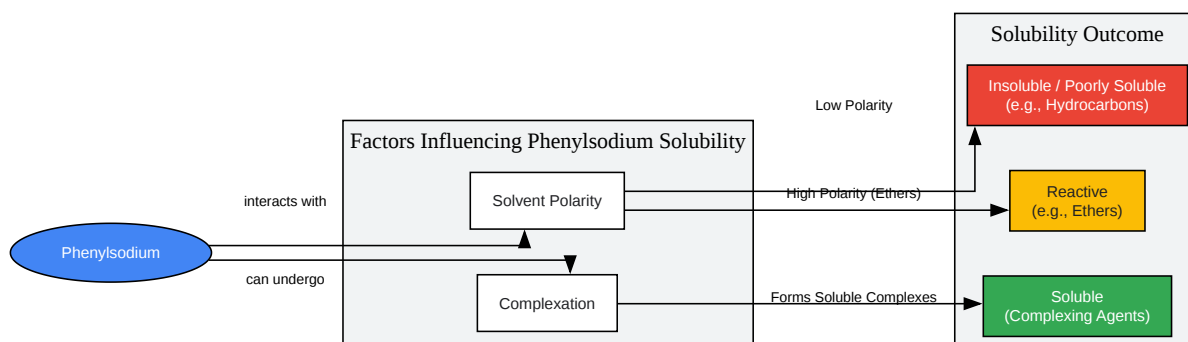 Solubility Outcome
Insoluble / Poorly Soluble
(e.g., Hydrocarbons)
Low Polarity
Factors Influencing Phenylsodium Solubility
Solvent Polarity
High Polarity (Ethers)
Reactive
(e.g., Ethers)
interacts with
Phenylsodium
can undergo
Complexation
Forms Soluble Complexes
Soluble
(Complexing Agents)